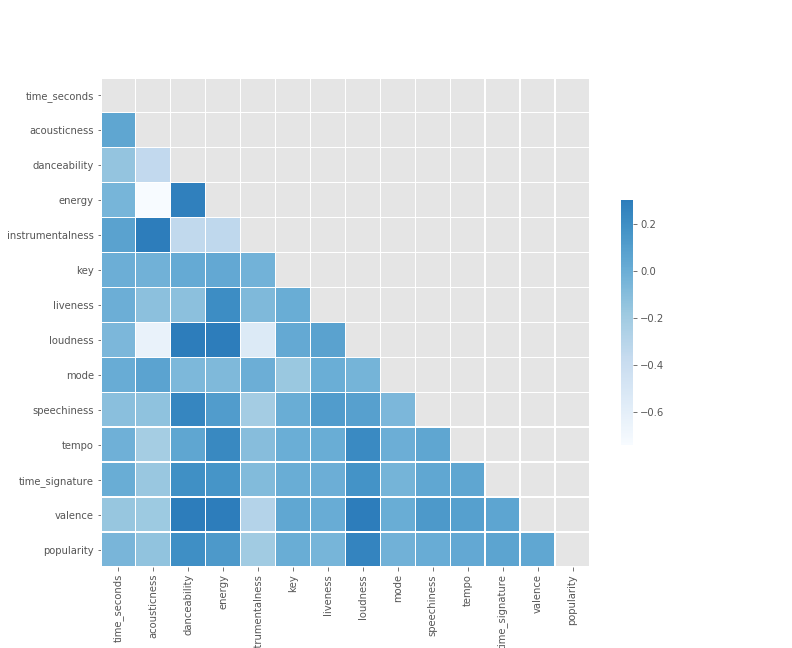 time_seconds
acousticness
danceability
energy
instrumentalness
key
liveness
loudness
mode
speechiness
tempo
time_signature
valence
popularity
0.2
0.0
−0.2
−0.4
−0.6
time_seconds
acousticness
danceability
energy
strumentalness
key
liveness
loudness
mode
speechiness
tempo
time_signature
valence
popularity